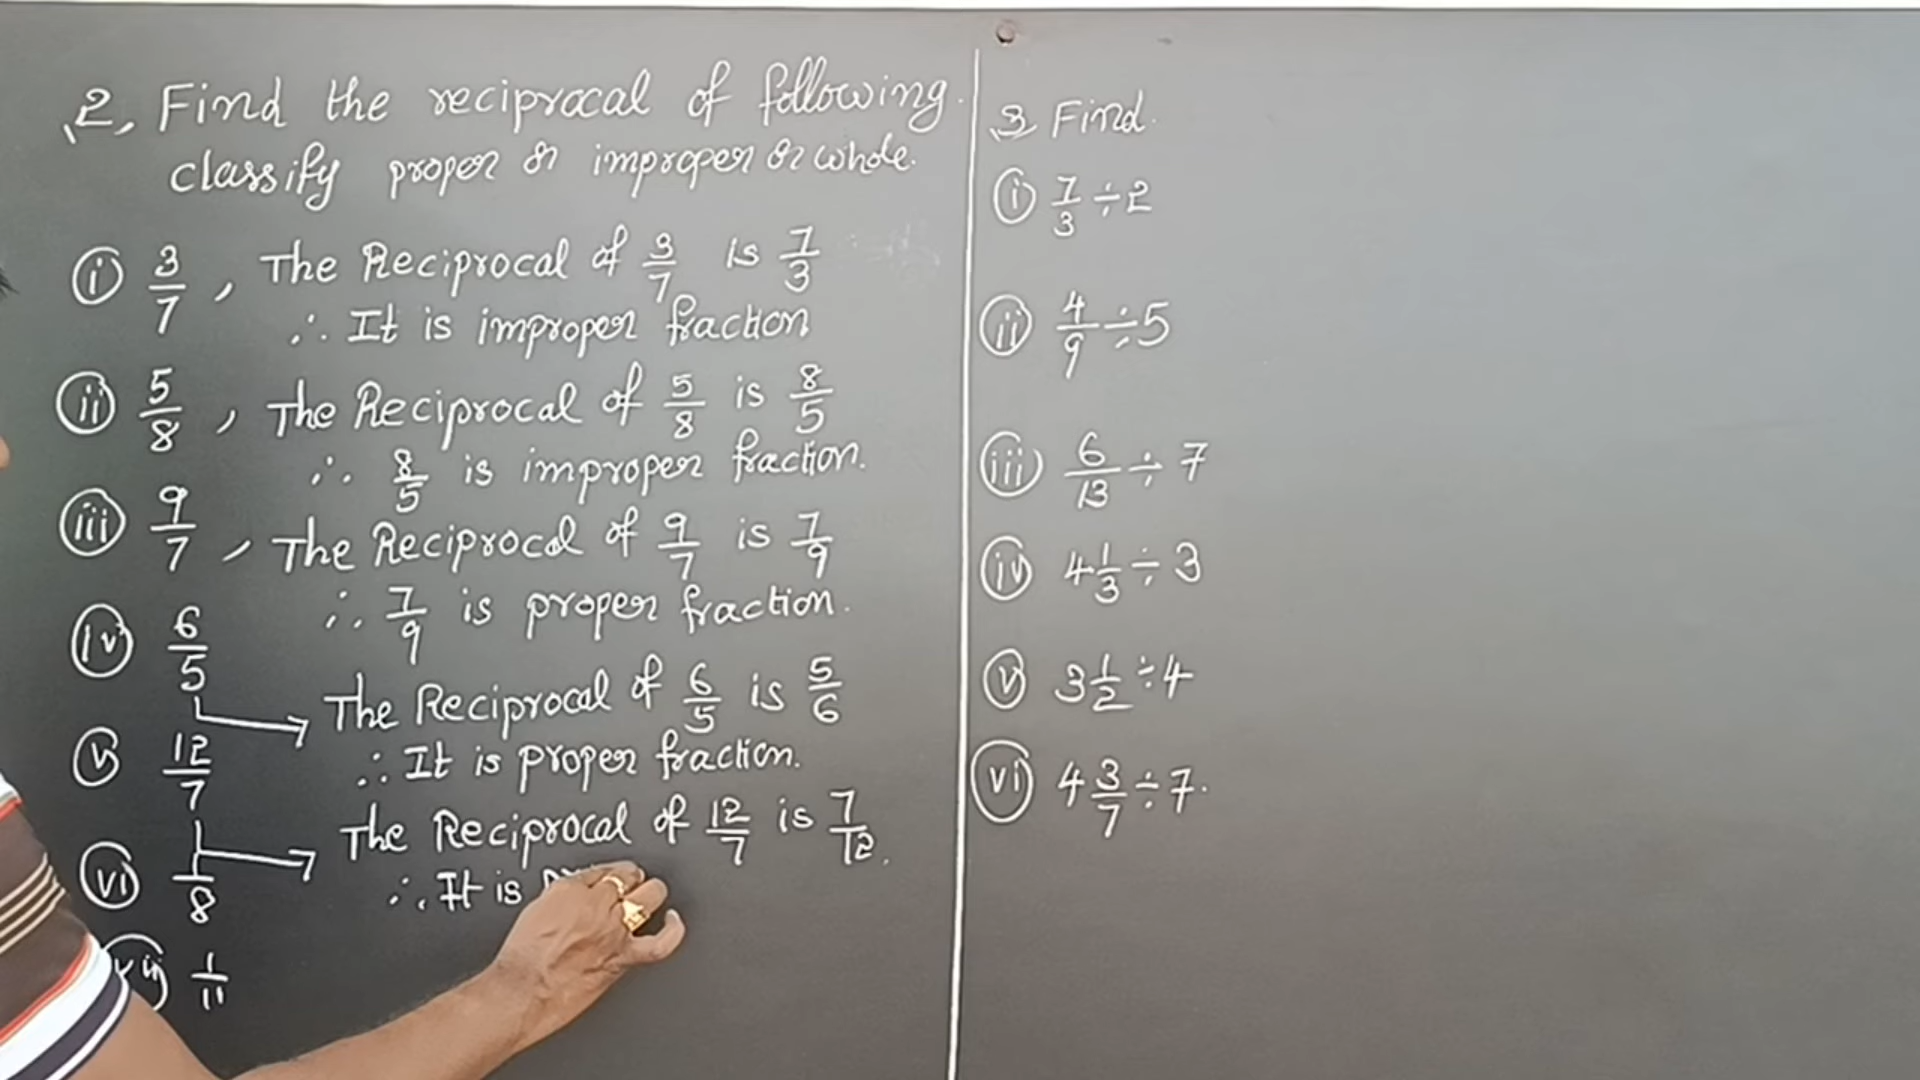 2. Find the reciprocal of following.
classify proper or improper or whole.
(i) 3/7, The Reciprocal of 3/7 is 7/3
∴ It is improper fraction
(ii) 5/8, The Reciprocal of 5/8 is 8/5
∴ 8/5 is improper fraction.
(iii) 9/7, The Reciprocal of 9/7 is 7/9
∴ 7/9 is proper fraction.
(iv) 6/5
The Reciprocal of 6/5 is 5/6
∴ It is proper fraction.
(v) 12/7
The Reciprocal of 12/7 is 7/12.
∴ It is
(vi) 1/8
(vii) 1/11
3 Find.
(i) 7/3 ÷ 2
(ii) 4/9 ÷ 5
(iii) 6/13 ÷ 7
(iv) 4 1/3 ÷ 3
(v) 3 1/2 ÷ 4
(vi) 4 3/7 ÷ 7.